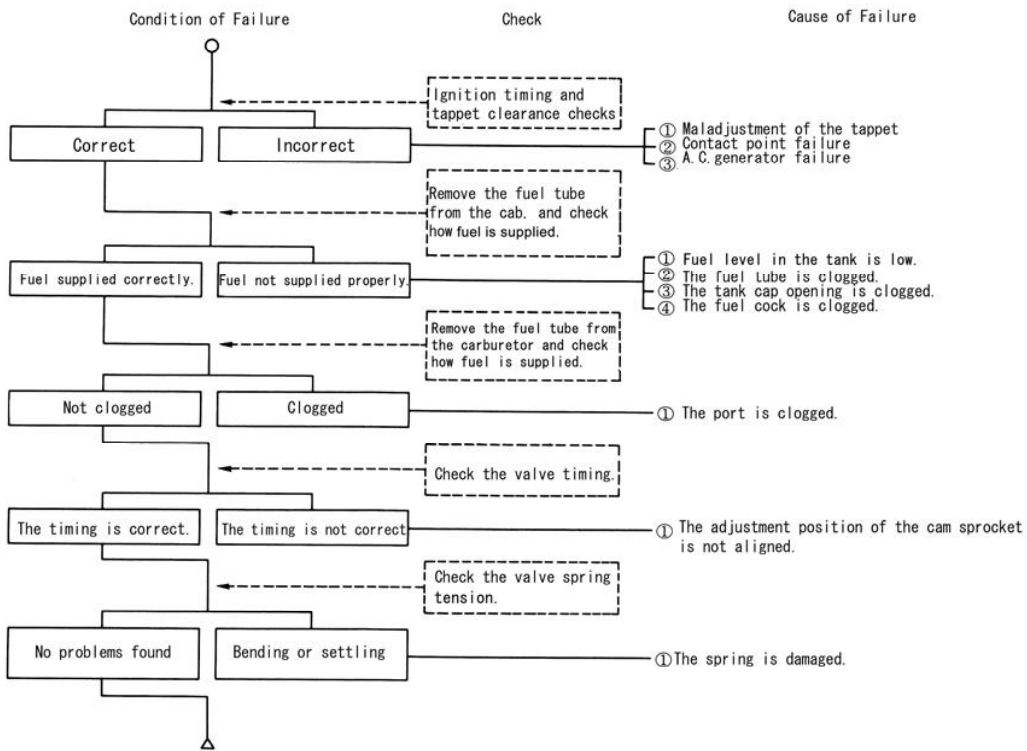 Condition of Failure
Check
Cause of Failure
Ignition timing and
tappet clearance checks
Correct
Incorrect
① Maladjustment of the tappet
② Contact point failure
③ A.C.generator failure
Remove the fuel tube
from the cab. and check
how fuel is supplied.
Fuel supplied correctly.
Fuel not supplied properly.
① Fuel level in the tank is low.
② The fuel tube is clogged.
③ The tank cap opening is clogged.
④ The fuel cock is clogged.
Remove the fuel tube from
the carburetor and check
how fuel is supplied.
Not clogged
Clogged
① The port is clogged.
Check the valve timing.
The timing is correct.
The timing is not correct
① The adjustment position of the cam sprocket
is not aligned.
Check the valve spring
tension.
No problems found
Bending or settling
① The spring is damaged.